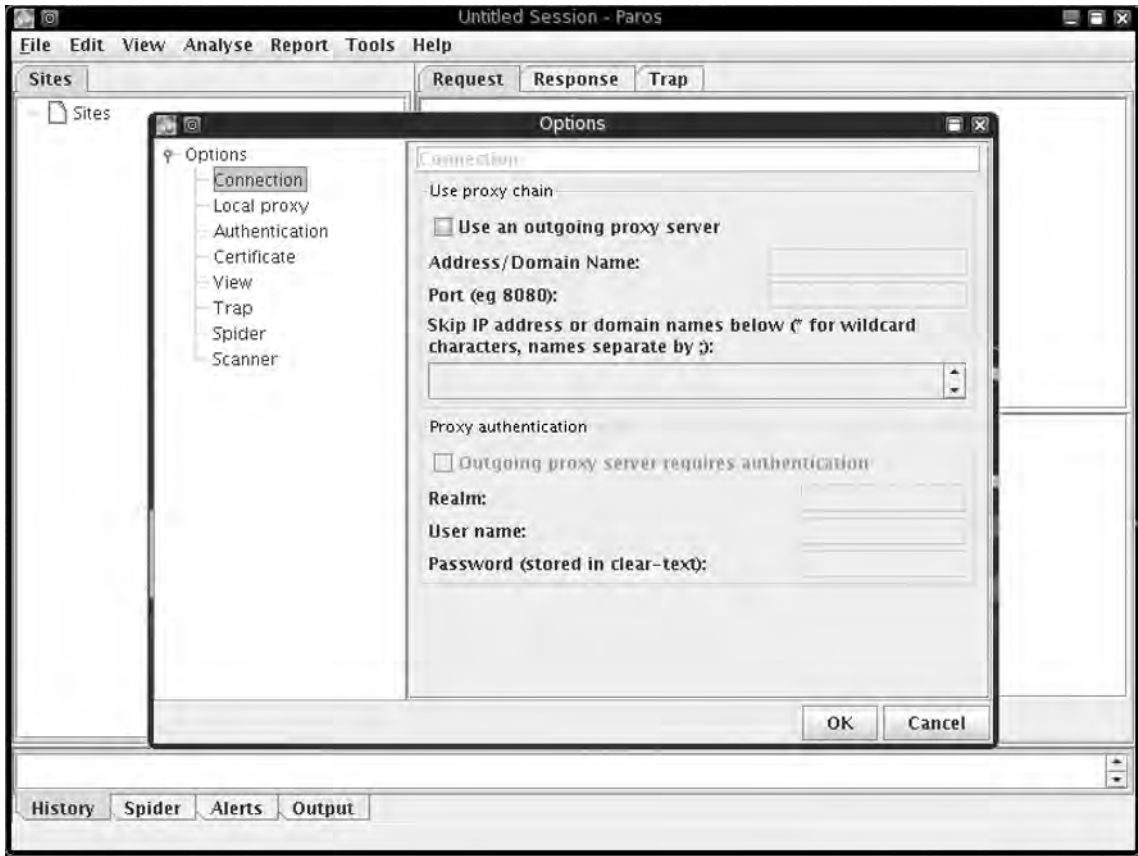 Untitled Session - Paros
File Edit View Analyse Report Tools Help
Sites
Request Response Trap
Sites
Options
Options
Connection
Local proxy
Authentication
Certificate
View
Trap
Spider
Scanner
Connection
Use proxy chain
Use an outgoing proxy server
Address/Domain Name:
Port (eg 8080):
Skip IP address or domain names below (* for wildcard
characters, names separate by ;):
Proxy authentication
Outgoing proxy server requires authentication
Realm:
User name:
Password (stored in clear-text):
OK Cancel
History Spider Alerts Output